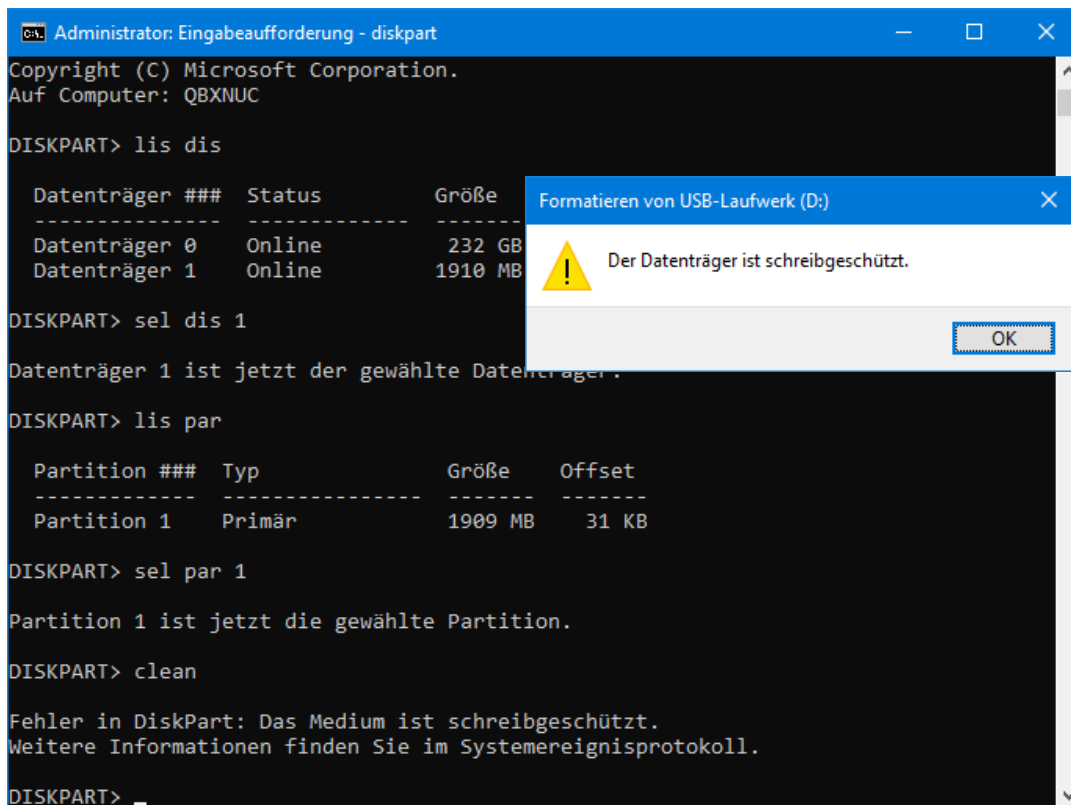 Administrator: Eingabeaufforderung - diskpart
Copyright (C) Microsoft Corporation.
Auf Computer: QBXNUC
DISKPART> lis dis
Datenträger ### Status Größe
--------------- ------------- -------
Datenträger 0 Online 232 GB
Datenträger 1 Online 1910 MB
Formatieren von USB-Laufwerk (D:)
Der Datenträger ist schreibgeschützt.
OK
DISKPART> sel dis 1
Datenträger 1 ist jetzt der gewählte Datenträger.
DISKPART> lis par
Partition ### Typ Größe Offset
------------- ---------------- ------- -------
Partition 1 Primär 1909 MB 31 KB
DISKPART> sel par 1
Partition 1 ist jetzt die gewählte Partition.
DISKPART> clean
Fehler in DiskPart: Das Medium ist schreibgeschützt.
Weitere Informationen finden Sie im Systemereignisprotokoll.
DISKPART> _